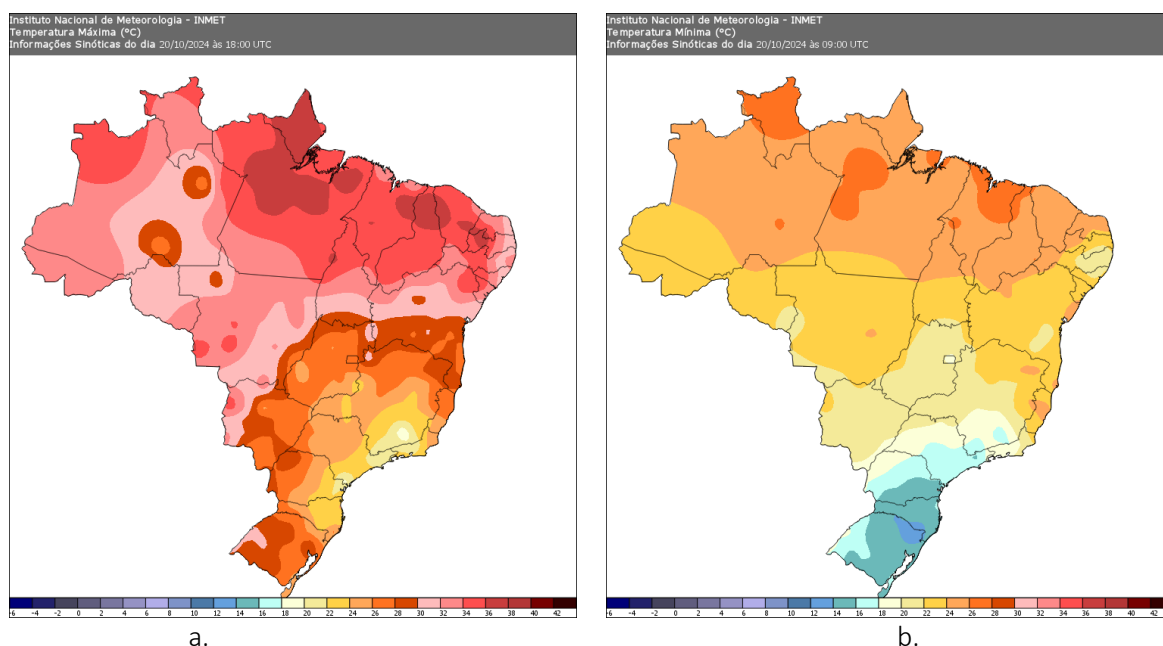 Instituto Nacional de Meteorologia - INMET
Temperatura Máxima (°C)
Informações Sinóticas do dia 20/10/2024 às 18:00 UTC
-6 -4 -2 0 2 4 6 8 10 12 14 16 18 20 22 24 26 28 30 32 34 36 38 40 42
a.
Instituto Nacional de Meteorologia - INMET
Temperatura Mínima (°C)
Informações Sinóticas do dia 20/10/2024 às 09:00 UTC
-6 -4 -2 0 2 4 6 8 10 12 14 16 18 20 22 24 26 28 30 32 34 36 38 40 42
b.